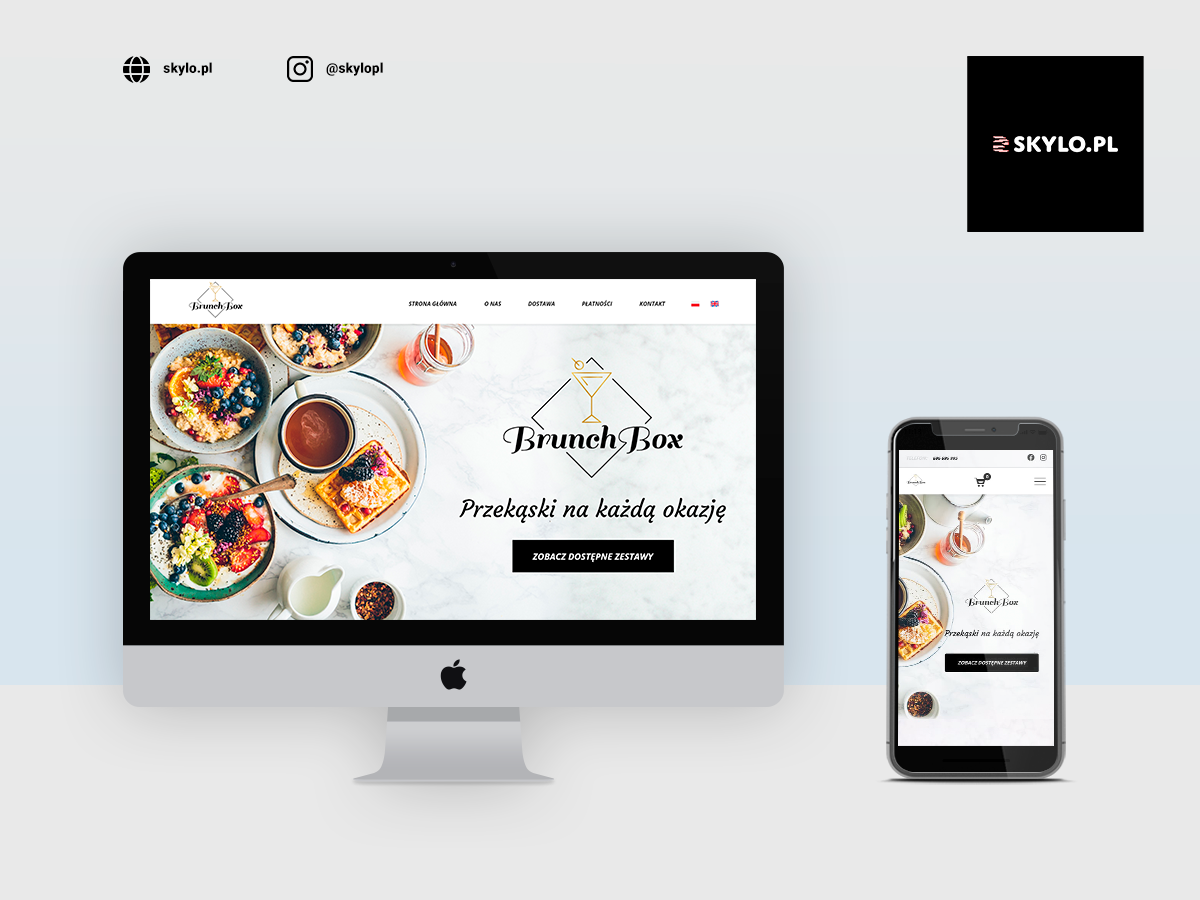 skylo.pl
@skylopl
SKYLO.PL
BrunchBox
STRONA GŁÓWNA
O NAS
DOSTAWA
PŁATNOŚCI
KONTAKT
BrunchBox
Przekąski na każdą okazję
ZOBACZ DOSTĘPNE ZESTAWY
BrunchBox
0
BrunchBox
Przekąski na każdą okazję
ZOBACZ DOSTĘPNE ZESTAWY